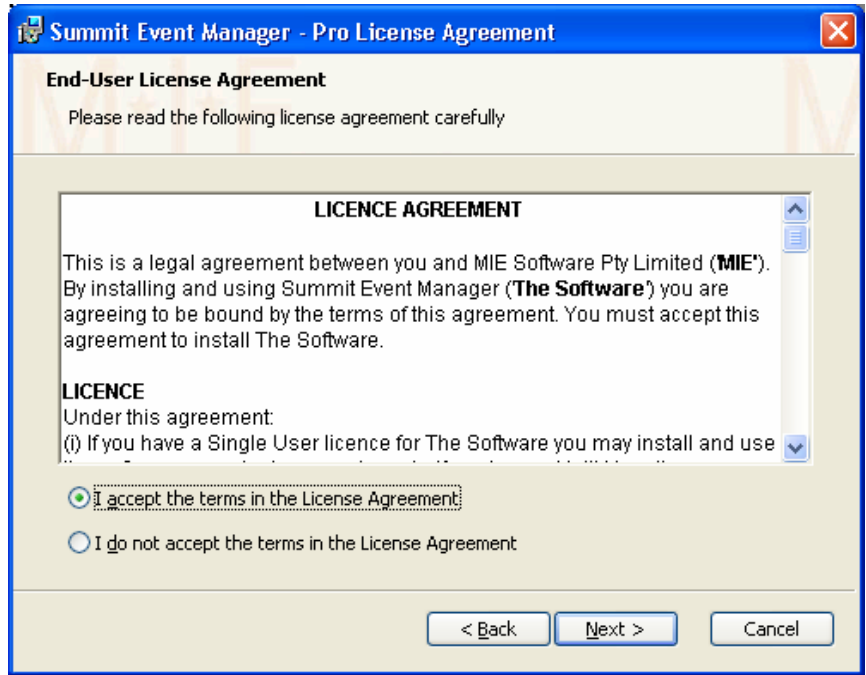 Summit Event Manager - Pro License Agreement
End-User License Agreement
Please read the following license agreement carefully
M I E
M
LICENCE AGREEMENT
This is a legal agreement between you and MIE Software Pty Limited ('MIE').
By installing and using Summit Event Manager ('The Software') you are
agreeing to be bound by the terms of this agreement. You must accept this
agreement to install The Software.
LICENCE
Under this agreement:
(i) If you have a Single User licence for The Software you may install and use
I accept the terms in the License Agreement
I do not accept the terms in the License Agreement
< Back
Next >
Cancel